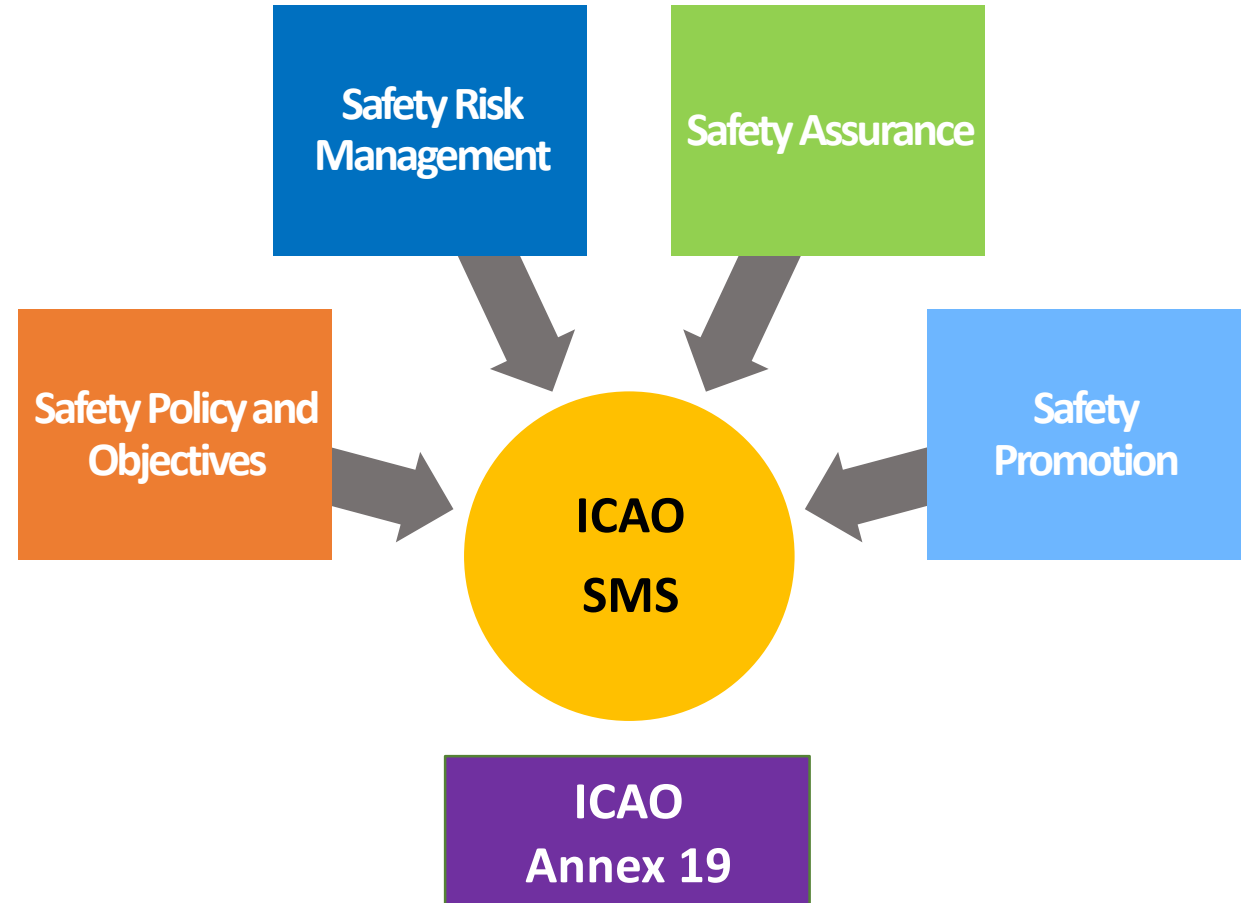 Safety Risk
Management
Safety Assurance
Safety Policy and
Objectives
Safety
Promotion
ICAO
SMS
ICAO
Annex 19